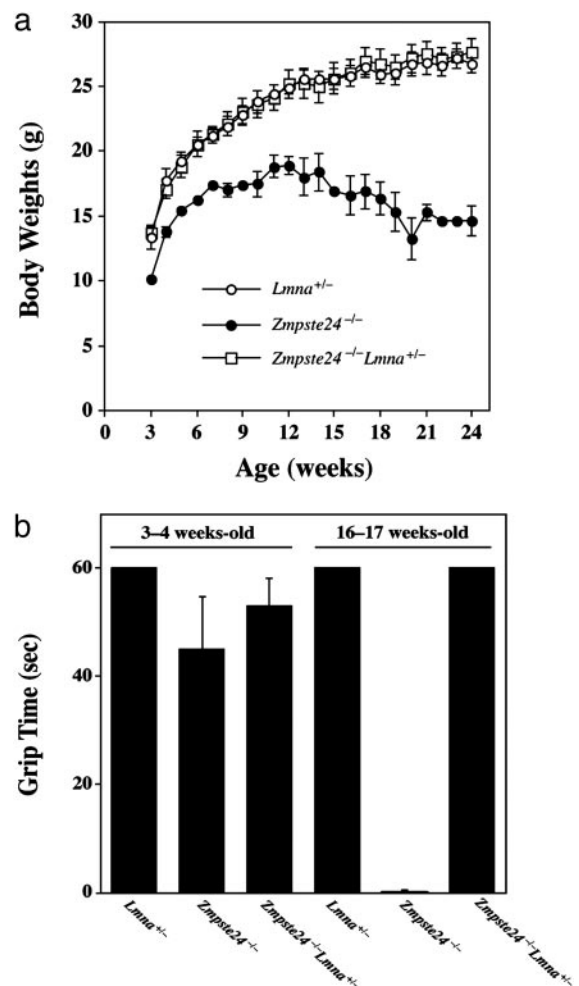 a
30
25
20
15
10
5
0
Body Weights (g)
Lmna+/–
Zmpste24–/–
Zmpste24–/–Lmna+/–
0 3 6 9 12 15 18 21 24
Age (weeks)
b
3–4 weeks-old 16–17 weeks-old
60
40
20
0
Grip Time (sec)
Lmna+/–
Zmpste24–/–
Zmpste24–/–Lmna+/–
Lmna+/–
Zmpste24–/–
Zmpste24–/–Lmna+/–